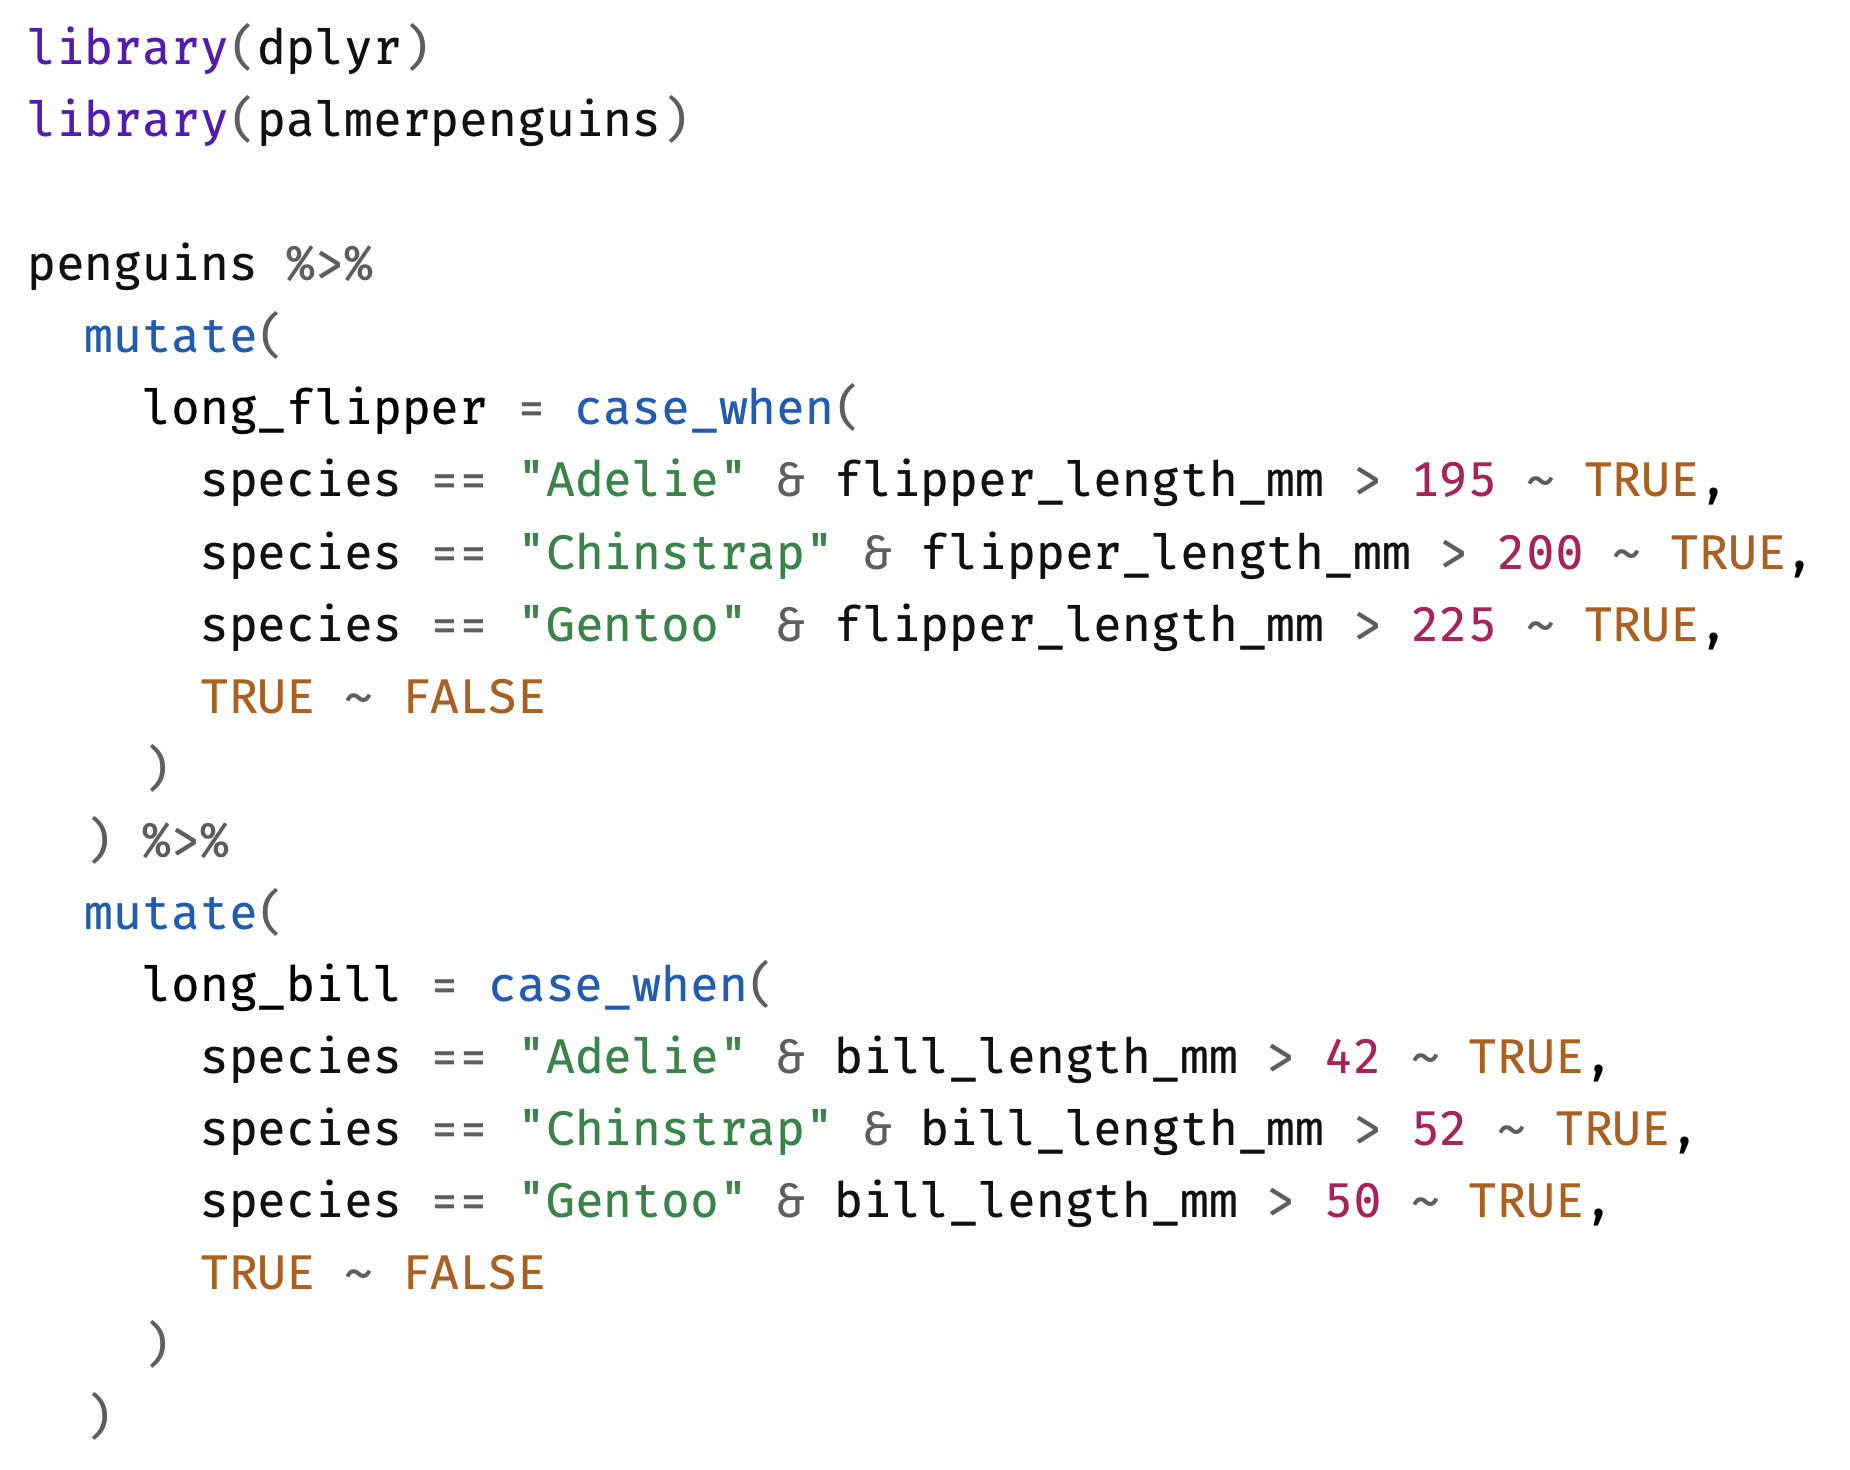 library(dplyr)
library(palmerpenguins)

penguins %>%
  mutate(
    long_flipper = case_when(
      species == "Adelie" & flipper_length_mm > 195 ~ TRUE,
      species == "Chinstrap" & flipper_length_mm > 200 ~ TRUE,
      species == "Gentoo" & flipper_length_mm > 225 ~ TRUE,
      TRUE ~ FALSE
    )
  ) %>%
  mutate(
    long_bill = case_when(
      species == "Adelie" & bill_length_mm > 42 ~ TRUE,
      species == "Chinstrap" & bill_length_mm > 52 ~ TRUE,
      species == "Gentoo" & bill_length_mm > 50 ~ TRUE,
      TRUE ~ FALSE
    )
  )